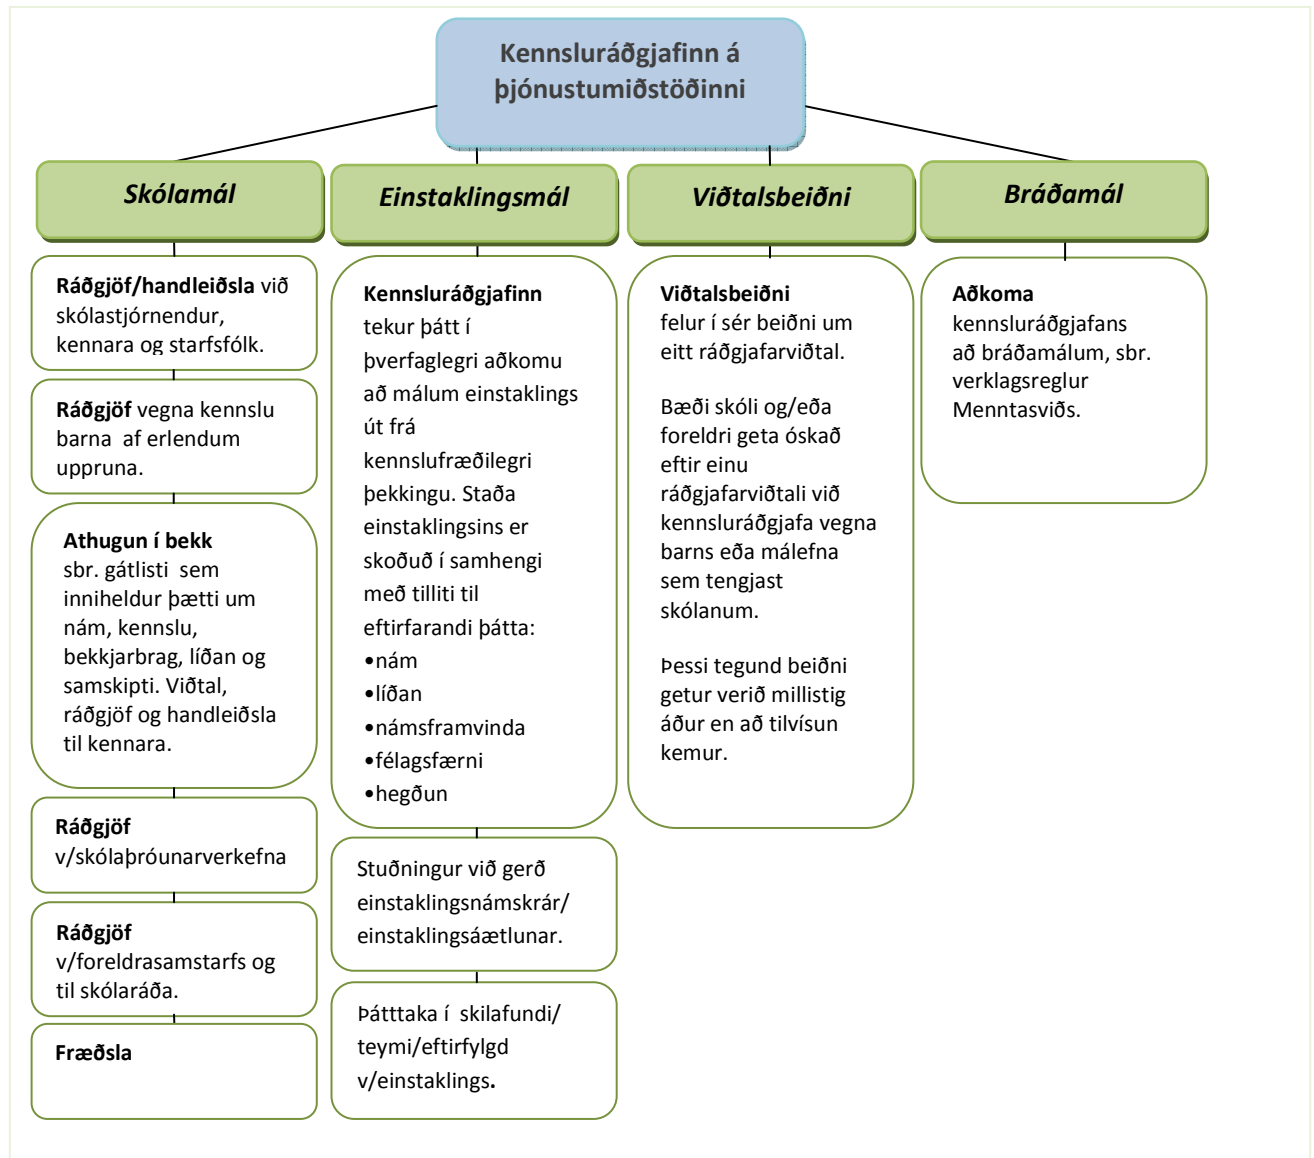 Kennsluráðgjafinn á
þjónustumiðstöðinni
Skólamál
Ráðgjöf/handleiðsla við
skólastjórnendur,
kennara og starfsfólk.
Ráðgjöf vegna kennslu
barna af erlendum
uppruna.
Athugun í bekk
sbr. gátlisti sem
inniheldur þætti um
nám, kennslu,
bekkjarbrag, líðan og
samskipti. Viðtal,
ráðgjöf og handleiðsla
til kennara.
Ráðgjöf
v/skólaþróunarverkefna
Ráðgjöf
v/foreldrasamstarfs og
til skólaráða.
Fræðsla
Einstaklingsmál
Kennsluráðgjafinn
tekur þátt í
þverfaglegri aðkomu
að málum einstaklings
út frá
kennslufræðilegri
þekkingu. Staða
einstaklingsins er
skoðuð í samhengi
með tilliti til
eftirfarandi þátta:
•nám
•líðan
•námsframvinda
•félagsfærni
•hegðun
Stuðningur við gerð
einstaklingsnámskrár/
einstaklingsáætlunar.
Þátttaka í skilafundi/
teymi/eftirfylgd
v/einstaklings.
Viðtalsbeiðni
Viðtalsbeiðni
felur í sér beiðni um
eitt ráðgjafarviðtal.
Bæði skóli og/eða
foreldri geta óskað
eftir einu
ráðgjafarviðtali við
kennsluráðgjafa vegna
barns eða málefna
sem tengjast
skólanum.
Þessi tegund beiðni
getur verið millistig
áður en að tilvísun
kemur.
Bráðamál
Aðkoma
kennsluráðgjafans
að bráðamálum, sbr.
verklagsreglur
Menntasviðs.